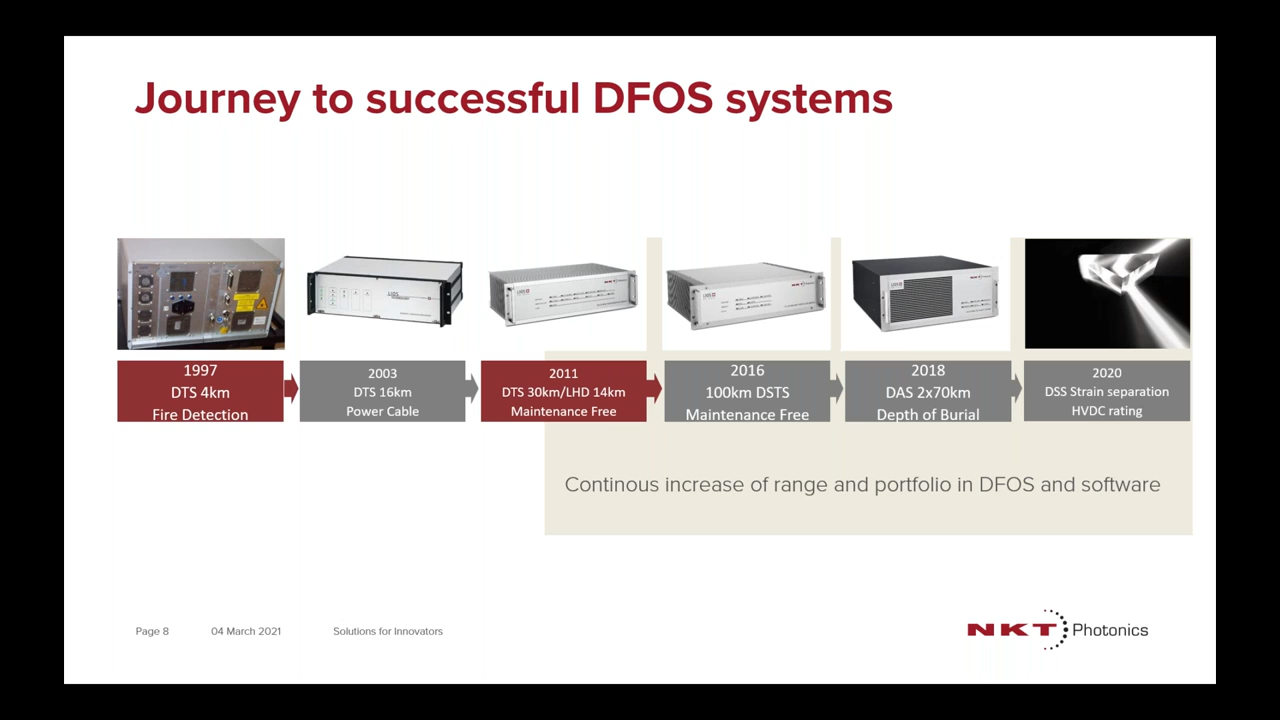 Journey to successful DFOS systems
1997
DTS 4km
Fire Detection
2003
DTS 16km
Power Cable
2011
DTS 30km/LHD 14km
Maintenance Free
2016
100km DSTS
Maintenance Free
2018
DAS 2x70km
Depth of Burial
2020
DSS Strain separation
HVDC rating
Continous increase of range and portfolio in DFOS and software
Page 8
04 March 2021
Solutions for Innovators
NKT Photonics